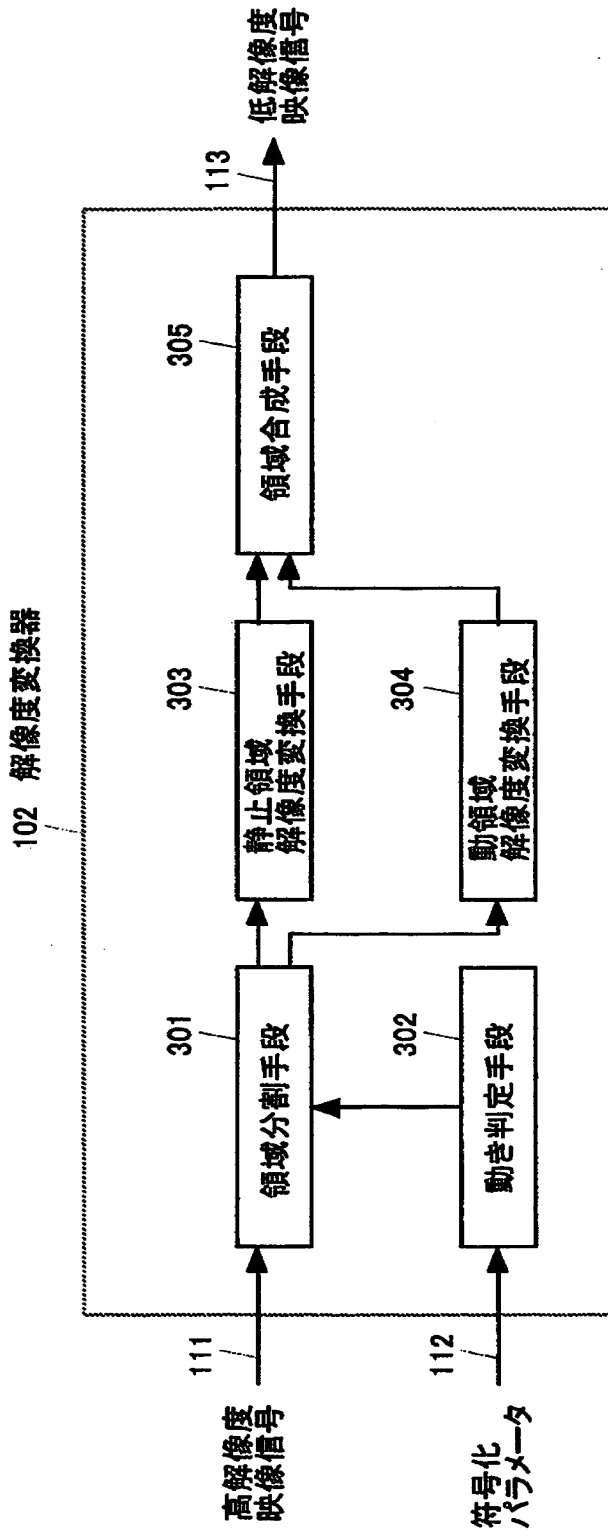 102 解像度変換器
高解像度
映像信号
111
符号化
パラメータ
112
301
領域分割手段
302
動き判定手段
303
静止領域
解像度変換手段
304
動領域
解像度変換手段
305
領域合成手段
113
低解像度
映像信号